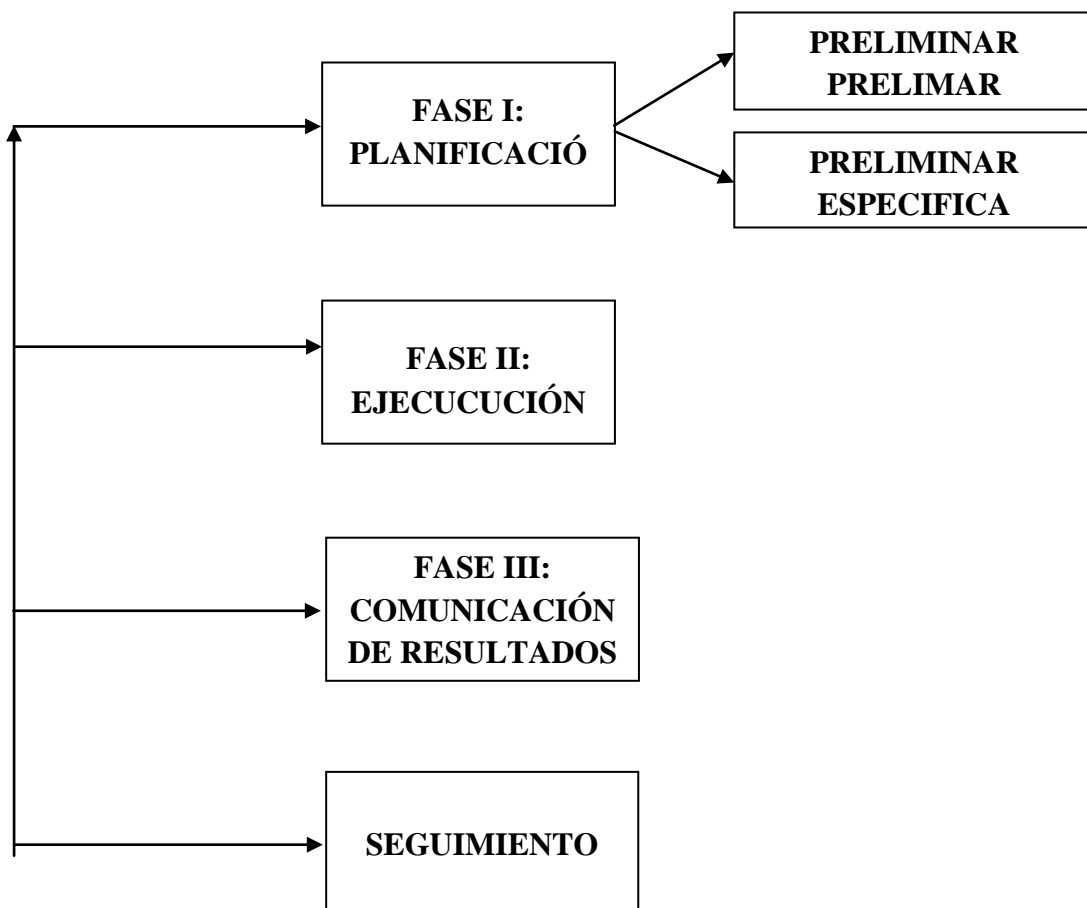 PRELIMINAR
PRELIMAR
FASE I:
PLANIFICACIÓ
PRELIMINAR
ESPECIFICA
FASE II:
EJECUCUCIÓN
FASE III:
COMUNICACIÓN
DE RESULTADOS
SEGUIMIENTO